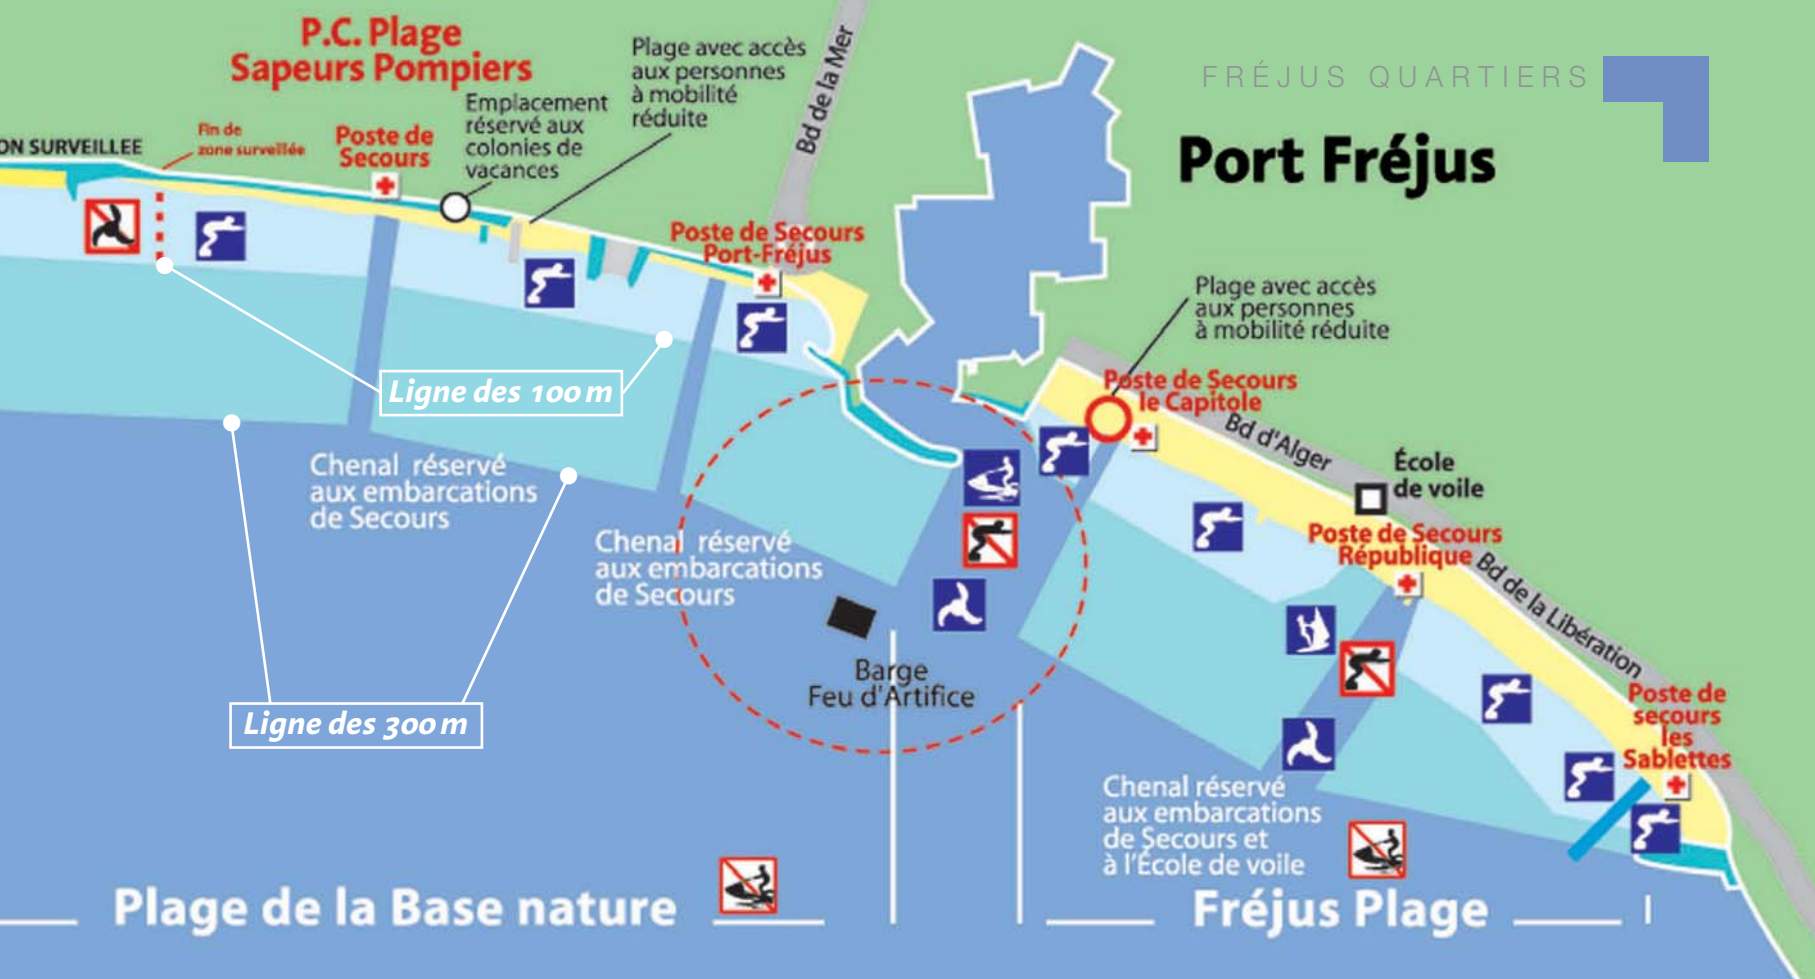 FRÉJUS QUARTIERS
P.C. Plage
Sapeurs Pompiers
Plage avec accès
aux personnes
à mobilité
réduite
Bd de la Mer
Emplacement
réservé aux
colonies de
vacances
ON SURVEILLEE
Fin de
zone surveillée
Poste de
Secours
Port Fréjus
Poste de Secours
Port-Fréjus
Plage avec accès
aux personnes
à mobilité réduite
Ligne des 100 m
Poste de Secours
le Capitole
Bd d'Alger
École
de voile
Chenal réservé
aux embarcations
de Secours
Chenal réservé
aux embarcations
de Secours
Poste de Secours
République
Bd de la Libération
Barge
Feu d'Artifice
Ligne des 300 m
Poste de
secours
les
Sablettes
Chenal réservé
aux embarcations
de Secours et
à l'École de voile
Plage de la Base nature
Fréjus Plage